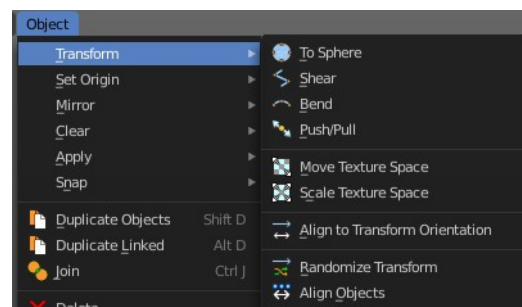 Object
Transform
Set Origin
Mirror
Clear
Apply
Snap
Duplicate Objects Shift D
Duplicate Linked Alt D
Join Ctrl J
Delete
To Sphere
Shear
Bend
Push/Pull
Move Texture Space
Scale Texture Space
Align to Transform Orientation
Randomize Transform
Align Objects